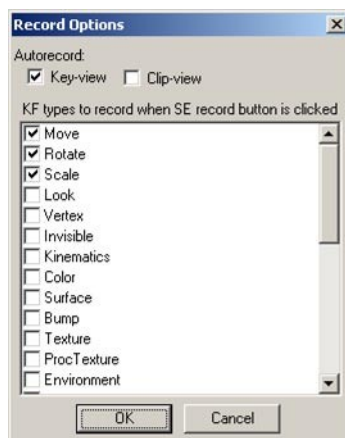 Record Options
Autorecord:
Key-view Clip-view
KF types to record when SE record button is clicked
Move
Rotate
Scale
Look
Vertex
Invisible
Kinematics
Color
Surface
Bump
Texture
ProcTexture
Environment
OK Cancel